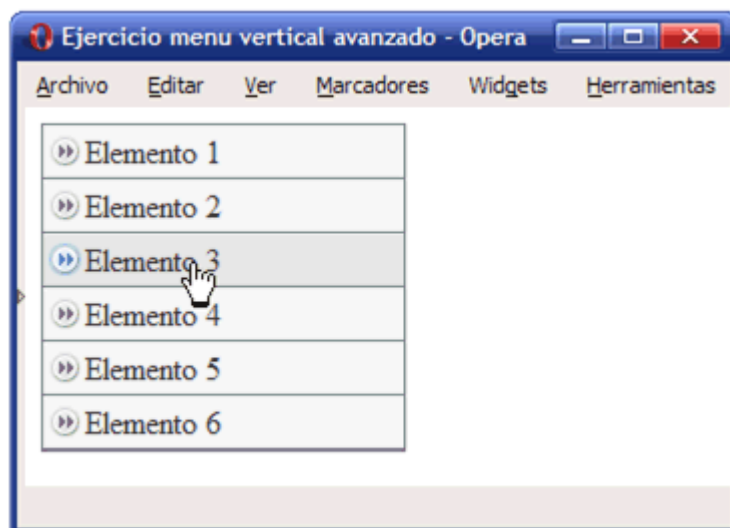 Ejercicio menu vertical avanzado - Opera
Archivo Editar Ver Marcadores Widgets Herramientas
Elemento 1
Elemento 2
Elemento 3
Elemento 4
Elemento 5
Elemento 6